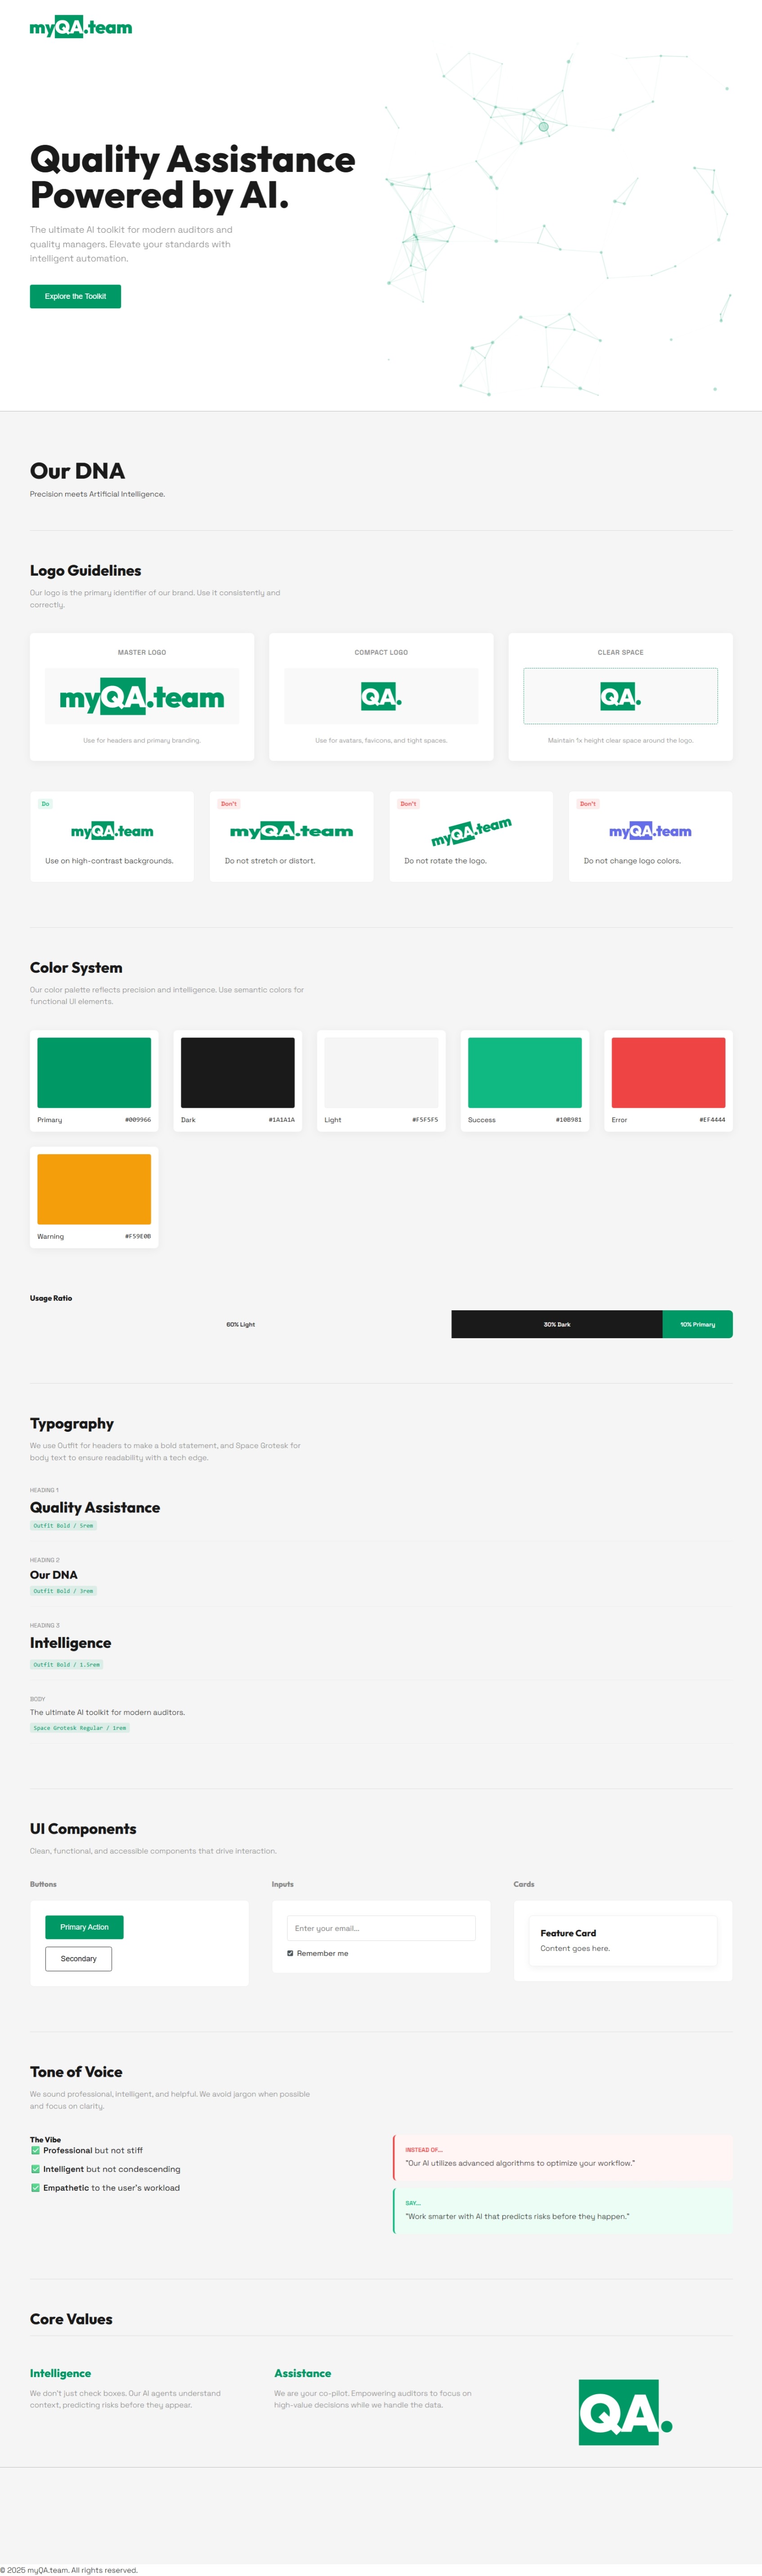 myQA.team
Quality Assistance
Powered by AI.
The ultimate AI toolkit for modern auditors and
quality managers. Elevate your standards with
intelligent automation.
Explore the Toolkit
Our DNA
Precision meets Artificial Intelligence.
Logo Guidelines
Our logo is the primary identifier of our brand. Use it consistently and
correctly.
MASTER LOGO
myQA.team
Use for headers and primary branding.
COMPACT LOGO
QA.
Use for avatars, favicons, and tight spaces.
CLEAR SPACE
QA.
Maintain 1x height clear space around the logo.
Do
myQA.team
Use on high-contrast backgrounds.
Don't
myQA.team
Do not stretch or distort.
Don't
myQA.team
Do not rotate the logo.
Don't
myQA.team
Do not change logo colors.
Color System
Our color palette reflects precision and intelligence. Use semantic colors for
functional UI elements.
Primary #009966
Dark #1A1A1A
Light #F5F5F5
Success #10B981
Error #EF4444
Warning #F59E0B
Usage Ratio
60% Light
30% Dark
10% Primary
Typography
We use Outfit for headers to make a bold statement, and Space Grotesk for
body text to ensure readability with a tech edge.
HEADING 1
Quality Assistance
Outfit Bold / 5rem
HEADING 2
Our DNA
Outfit Bold / 3rem
HEADING 3
Intelligence
Outfit Bold / 1.5rem
BODY
The ultimate AI toolkit for modern auditors.
Space Grotesk Regular / 1rem
UI Components
Clean, functional, and accessible components that drive interaction.
Buttons
Primary Action
Secondary
Inputs
Enter your email...
Remember me
Cards
Feature Card
Content goes here.
Tone of Voice
We sound professional, intelligent, and helpful. We avoid jargon when possible
and focus on clarity.
The Vibe
✅ Professional but not stiff
✅ Intelligent but not condescending
✅ Empathetic to the user's workload
INSTEAD OF...
"Our AI utilizes advanced algorithms to optimize your workflow."
SAY...
"Work smarter with AI that predicts risks before they happen."
Core Values
Intelligence
We don't just check boxes. Our AI agents understand
context, predicting risks before they appear.
Assistance
We are your co-pilot. Empowering auditors to focus on
high-value decisions while we handle the data.
QA.
© 2025 myQA.team. All rights reserved.